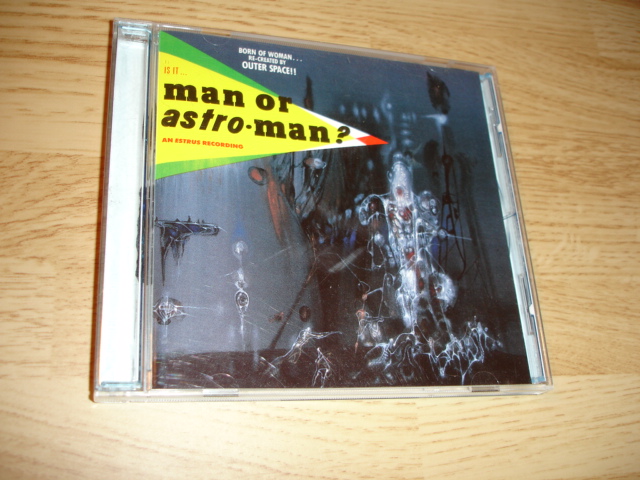 BORN OF WOMAN...
RE-CREATED BY
OUTER SPACE!!
IS IT...
man or
astro-man?
AN ESTRUS RECORDING